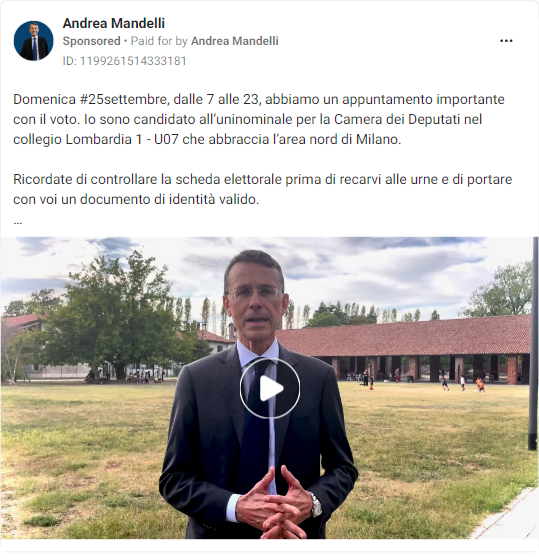 Andrea Mandelli
Sponsored • Paid for by Andrea Mandelli
ID: 1199261514333181
Domenica #25settembre, dalle 7 alle 23, abbiamo un appuntamento importante
con il voto. Io sono candidato all’uninominale per la Camera dei Deputati nel
collegio Lombardia 1 - U07 che abbraccia l’area nord di Milano.
Ricordate di controllare la scheda elettorale prima di recarvi alle urne e di portare
con voi un documento di identità valido.
...